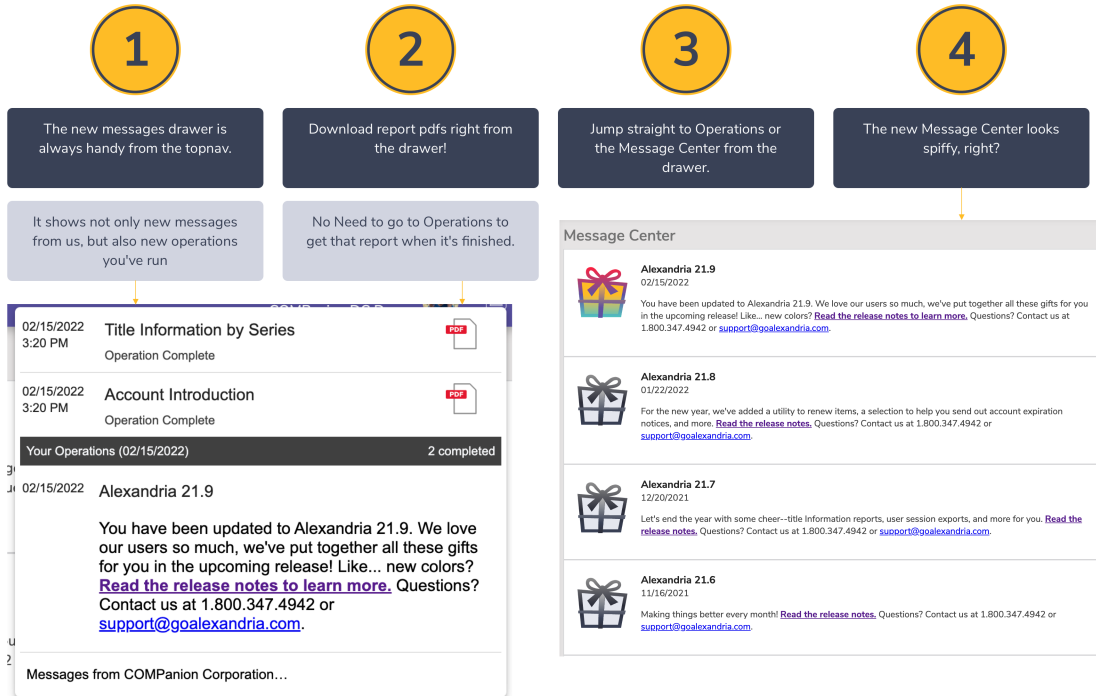 1
The new messages drawer is
always handy from the topnav.
It shows not only new messages
from us, but also new operations
you've run
2
Download report pdfs right from
the drawer!
No Need to go to Operations to
get that report when it's finished.
3
Jump straight to Operations or
the Message Center from the
drawer.
4
The new Message Center looks
spiffy, right?
02/15/2022
3:20 PM
Title Information by Series
Operation Complete
PDF
02/15/2022
3:20 PM
Account Introduction
Operation Complete
PDF
Your Operations (02/15/2022) 2 completed
02/15/2022 Alexandria 21.9
You have been updated to Alexandria 21.9. We love
our users so much, we've put together all these gifts
for you in the upcoming release! Like... new colors?
Read the release notes to learn more. Questions?
Contact us at 1.800.347.4942 or
support@goalexandria.com.
Messages from COMPanion Corporation…
Message Center
Alexandria 21.9
02/15/2022
You have been updated to Alexandria 21.9. We love our users so much, we've put together all these gifts for you
in the upcoming release! Like... new colors? Read the release notes to learn more. Questions? Contact us at
1.800.347.4942 or support@goalexandria.com.
Alexandria 21.8
01/22/2022
For the new year, we've added a utility to renew items, a selection to help you send out account expiration
notices, and more. Read the release notes. Questions? Contact us at 1.800.347.4942 or
support@goalexandria.com.
Alexandria 21.7
12/20/2021
Let's end the year with some cheer--title Information reports, user session exports, and more for you. Read the
release notes. Questions? Contact us at 1.800.347.4942 or support@goalexandria.com.
Alexandria 21.6
11/16/2021
Making things better every month! Read the release notes. Questions? Contact us at 1.800.347.4942 or
support@goalexandria.com.